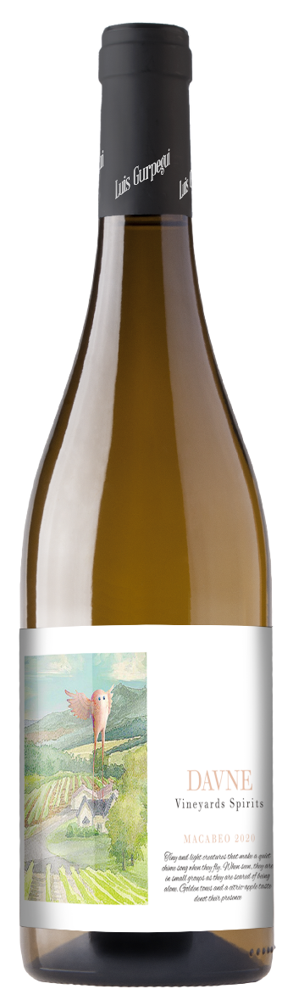 Luis Gurpegui
DAVNE
Vineyards Spirits
MACABEO 2020
Tiny and light creatures that make a quiet
chime song when they fly. When seen, they are
in small groups as they are scared of being
alone. Golden tones and a citric-apple taste
denot their presence